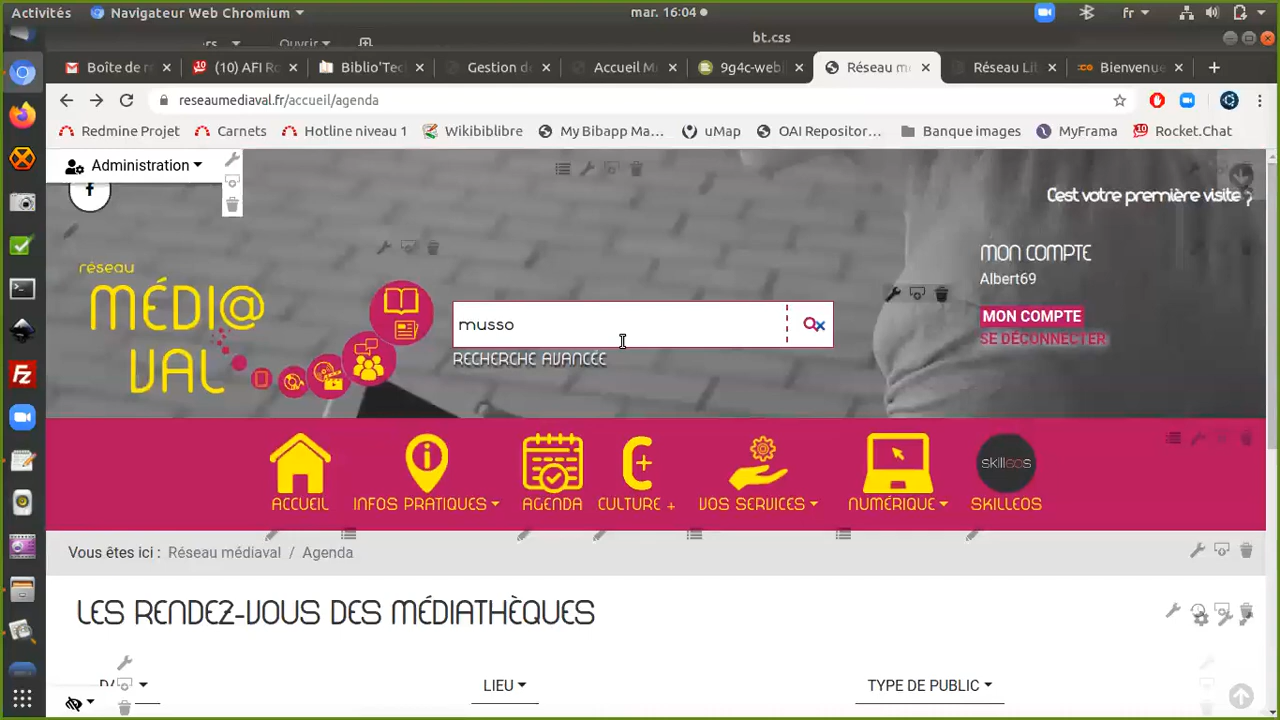 Activités Navigateur Web Chromium mar. 16:04 fr
Ouvrir bt.css
Boîte de r (10) AFI Ro Biblio'Tec Gestion de Accueil M 9g4c-web Réseau m Réseau Li Bienvenue
reseaumediaval.fr/accueil/agenda
Redmine Projet Carnets Hotline niveau 1 Wikibiblibre My Bibapp Ma... uMap OAI Repositor... Banque images MyFrama Rocket.Chat
Administration
C'est votre première visite ?
MON COMPTE
Albert69
MON COMPTE
SE DÉCONNECTER
réseau
MÉDI@
VAL
musso
RECHERCHE AVANCÉE
ACCUEIL INFOS PRATIQUES AGENDA CULTURE + VOS SERVICES NUMÉRIQUE SKILLEOS
skilleos
Vous êtes ici : Réseau médiaval / Agenda
LES RENDEZ-VOUS DES MÉDIATHÈQUES
LIEU TYPE DE PUBLIC